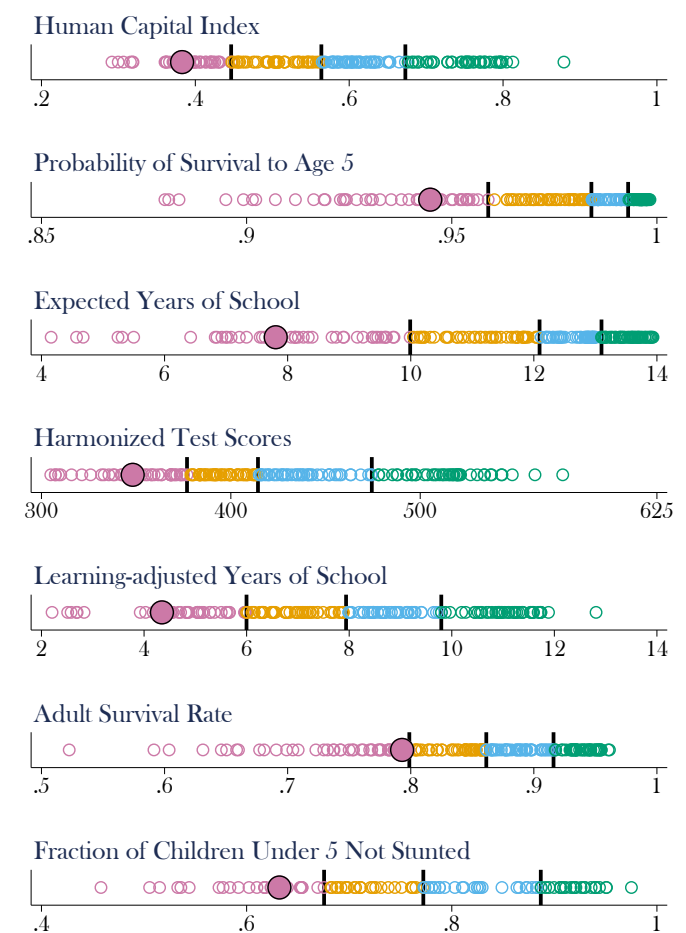 Human Capital Index
.2 .4 .6 .8 1
Probability of Survival to Age 5
.85 .9 .95 1
Expected Years of School
4 6 8 10 12 14
Harmonized Test Scores
300 400 500 625
Learning-adjusted Years of School
2 4 6 8 10 12 14
Adult Survival Rate
.5 .6 .7 .8 .9 1
Fraction of Children Under 5 Not Stunted
.4 .6 .8 1